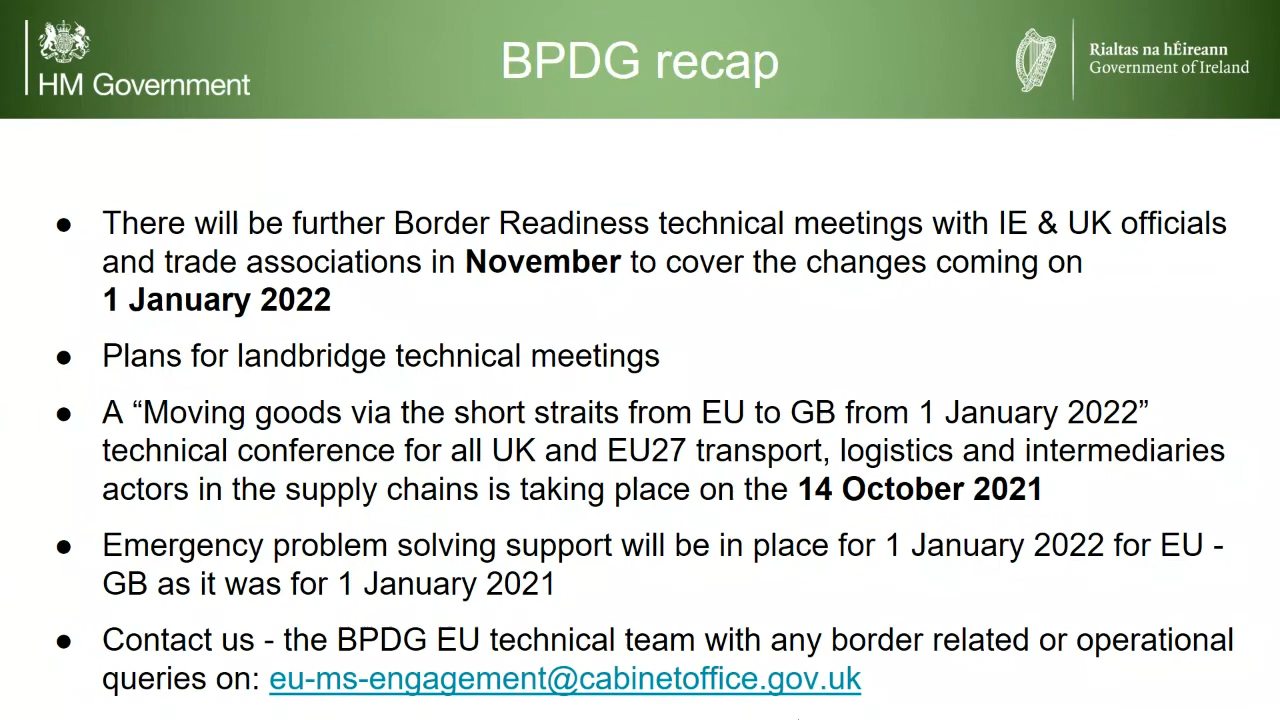 HM Government
BPDG recap
Rialtas na hÉireann
Government of Ireland
● There will be further Border Readiness technical meetings with IE & UK officials
and trade associations in November to cover the changes coming on
1 January 2022
● Plans for landbridge technical meetings
● A “Moving goods via the short straits from EU to GB from 1 January 2022”
technical conference for all UK and EU27 transport, logistics and intermediaries
actors in the supply chains is taking place on the 14 October 2021
● Emergency problem solving support will be in place for 1 January 2022 for EU -
GB as it was for 1 January 2021
● Contact us - the BPDG EU technical team with any border related or operational
queries on: eu-ms-engagement@cabinetoffice.gov.uk